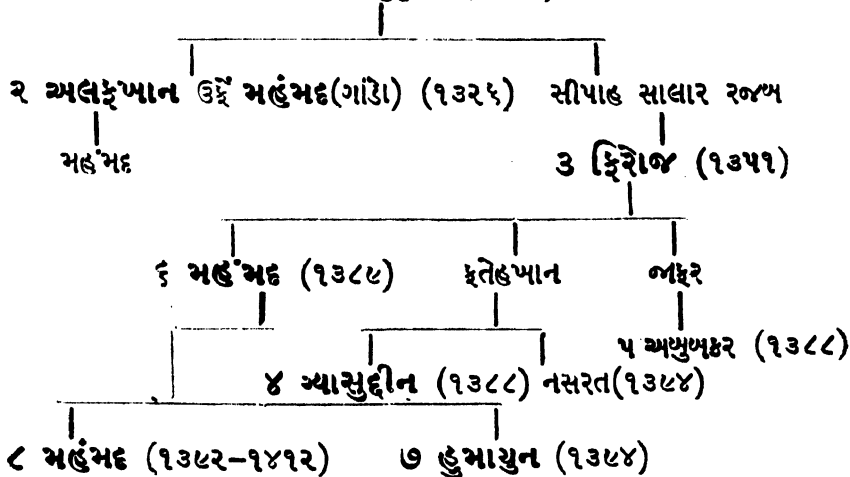 ૨ અલફખાન ઉર્ફે મહંમદ(ગાંડો) (૧૩૨૬) સીપાહ સાલાર રજબ
મહંમદ ૩ ફિરોજ (૧૩૫૧)
૬ મહંમદ (૧૩૮૯) ફતેહખાન જાફર
૫ અબુબકર (૧૩૮૮)
૪ ગ્યાસુદ્દીન (૧૩૮૮) નસરત(૧૩૯૪)
૮ મહંમદ (૧૩૯૨–૧૪૧૨) ૭ હુમાયુન (૧૩૯૪)